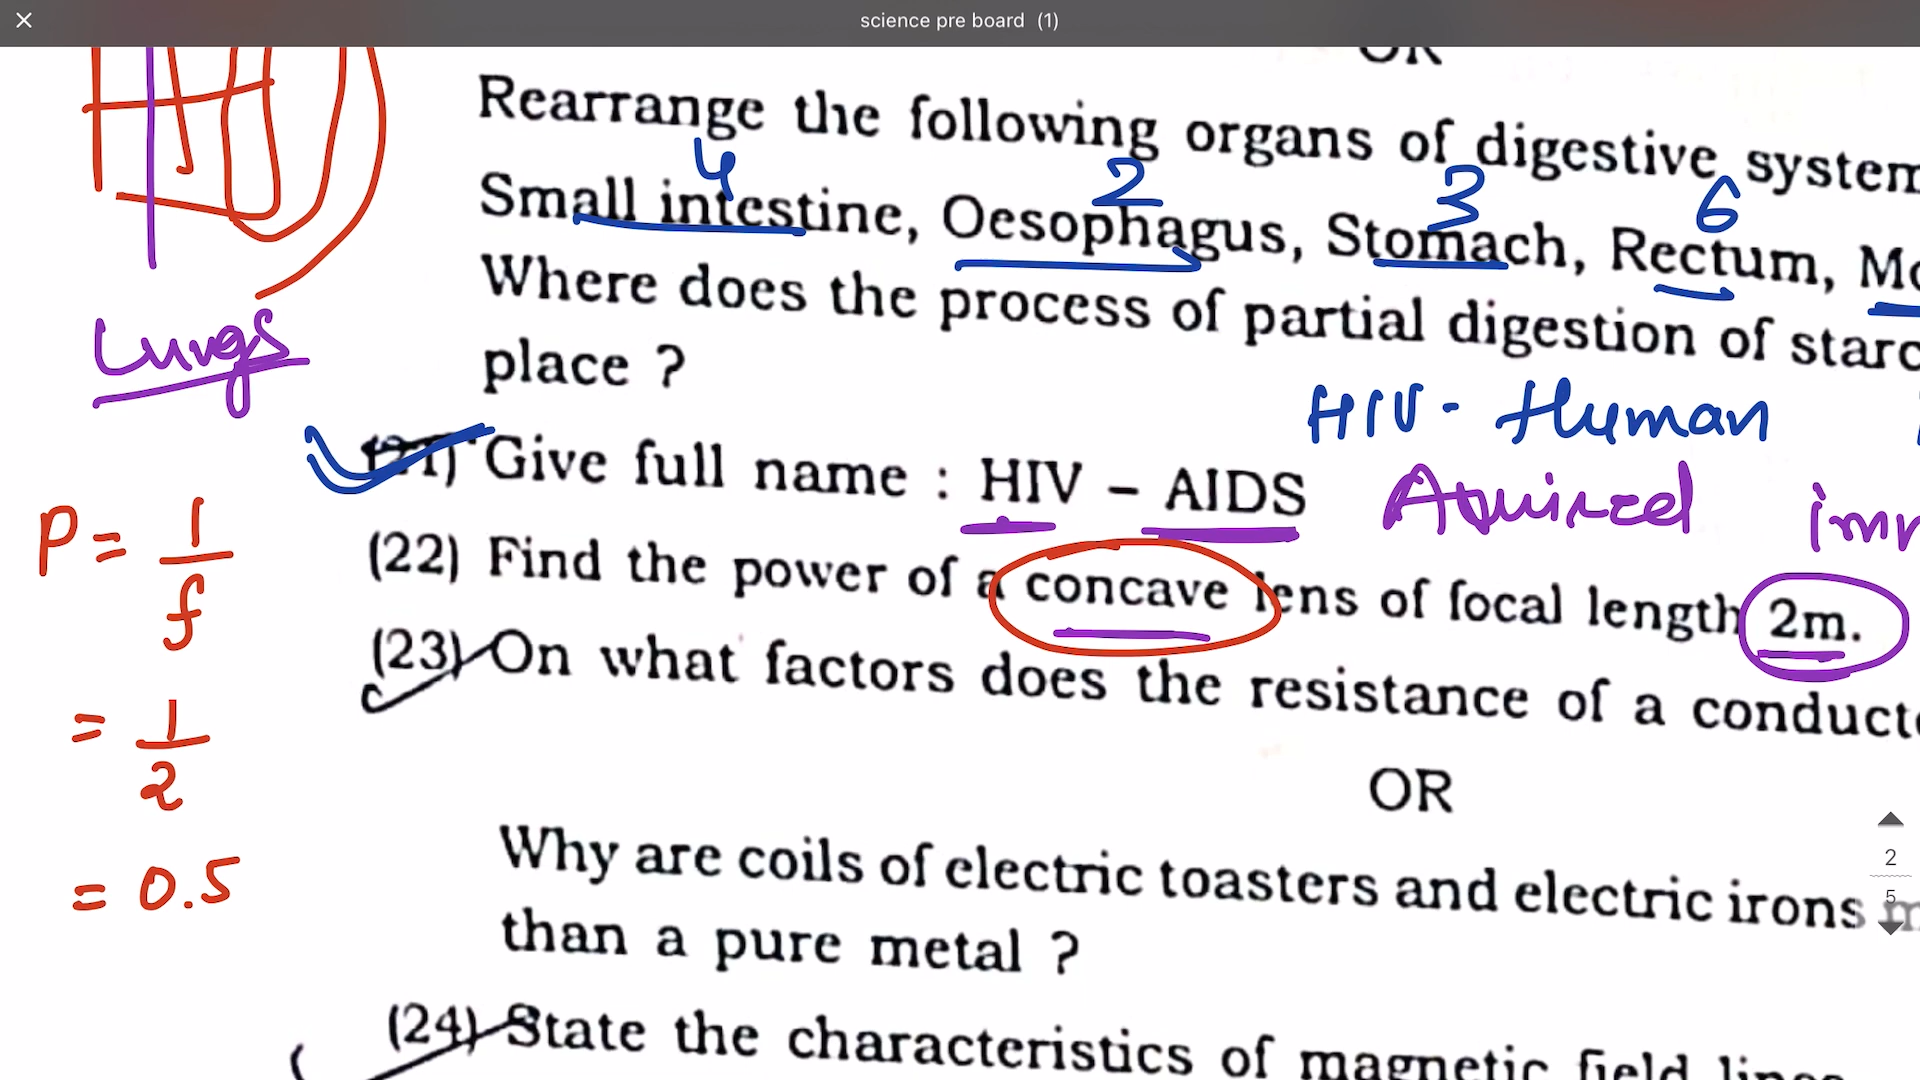 science pre board (1)
OR
Rearrange the following organs of digestive system
4 2 3 6
Small intestine, Oesophagus, Stomach, Rectum,
Where does the process of partial digestion of
place ?
Lungs
HIV - Human
(21) Give full name : HIV – AIDS
P = 1/f
(22) Find the power of a concave lens of focal length 2m.
(23) On what factors does the resistance of a
= 1/2
OR
Why are coils of electric toasters and electric irons
2
5
= 0.5
than a pure metal ?
(24) State the characteristics of magnetic field lines